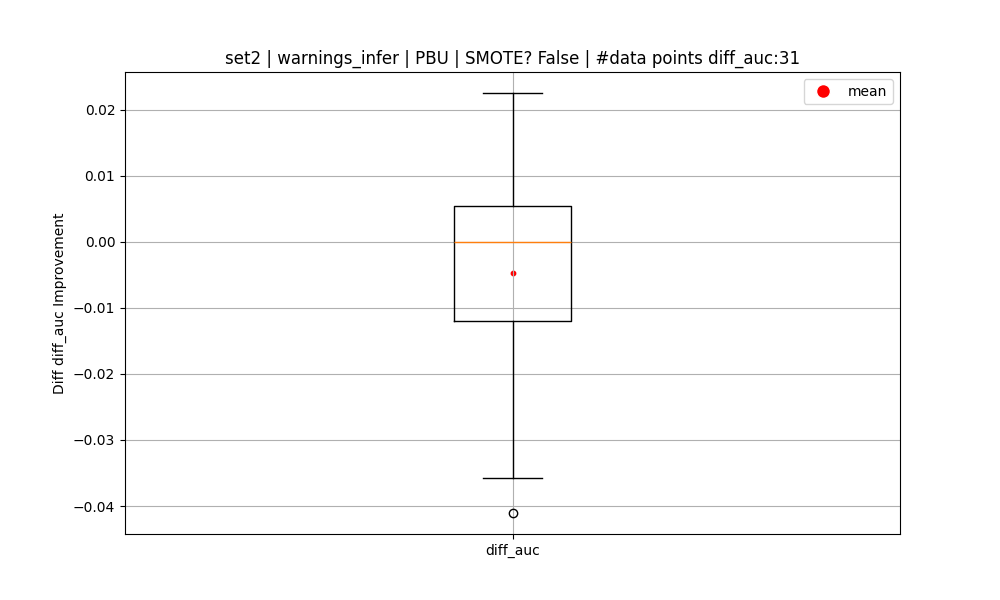 set2 | warnings_infer | PBU | SMOTE? False | #data points diff_auc:31
mean
0.02
0.01
0.00
−0.01
−0.02
−0.03
−0.04
Diff diff_auc Improvement
diff_auc